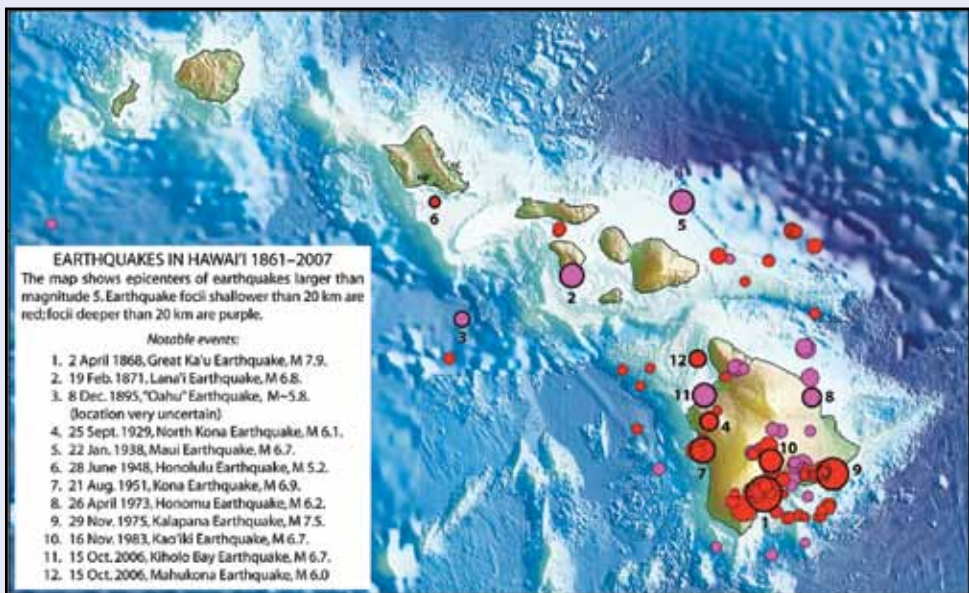 EARTHQUAKES IN HAWAI'I 1861–2007
The map shows epicenters of earthquakes larger than
magnitude 5. Earthquake focii shallower than 20 km are
red; focii deeper than 20 km are purple.
Notable events:
1. 2 April 1868, Great Ka'u Earthquake, M 7.9.
2. 19 Feb. 1871, Lana'i Earthquake, M 6.8.
3. 8 Dec. 1895, "Oahu" Earthquake, M~5.8.
(location very uncertain)
4. 25 Sept. 1929, North Kona Earthquake, M 6.1.
5. 22 Jan. 1938, Maui Earthquake, M 6.7.
6. 28 June 1948, Honolulu Earthquake, M 5.2.
7. 21 Aug. 1951, Kona Earthquake, M 6.9.
8. 26 April 1973, Honomu Earthquake, M 6.2.
9. 29 Nov. 1975, Kalapana Earthquake, M 7.5.
10. 16 Nov. 1983, Kao'iki Earthquake, M 6.7.
11. 15 Oct. 2006, Kiholo Bay Earthquake, M 6.7.
12. 15 Oct. 2006, Mahukona Earthquake, M 6.0
6
5
2
3
12
11
8
4
10
7
9
1